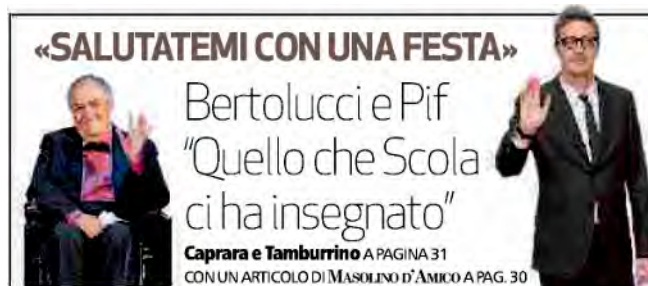 «SALUTATEMI CON UNA FESTA»
Bertolucci e Pif
"Quello che Scola
ci ha insegnato"
Caprara e Tamburrino A PAGINA 31
CON UN ARTICOLO DI MASOLINO D'AMICO A PAG. 30